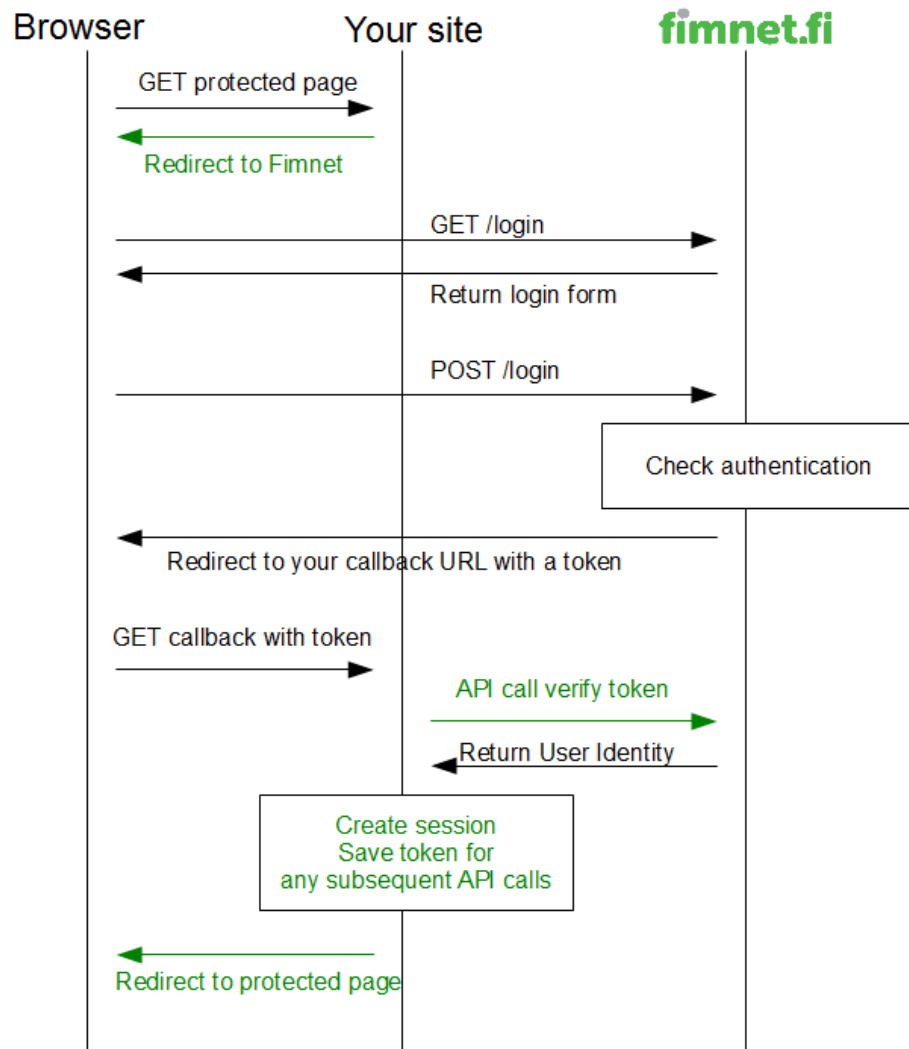 Browser
Your site
fimnet.fi
GET protected page
Redirect to Fimnet
GET /login
Return login form
POST /login
Check authentication
Redirect to your callback URL with a token
GET callback with token
API call verify token
Return User Identity
Create session
Save token for
any subsequent API calls
Redirect to protected page